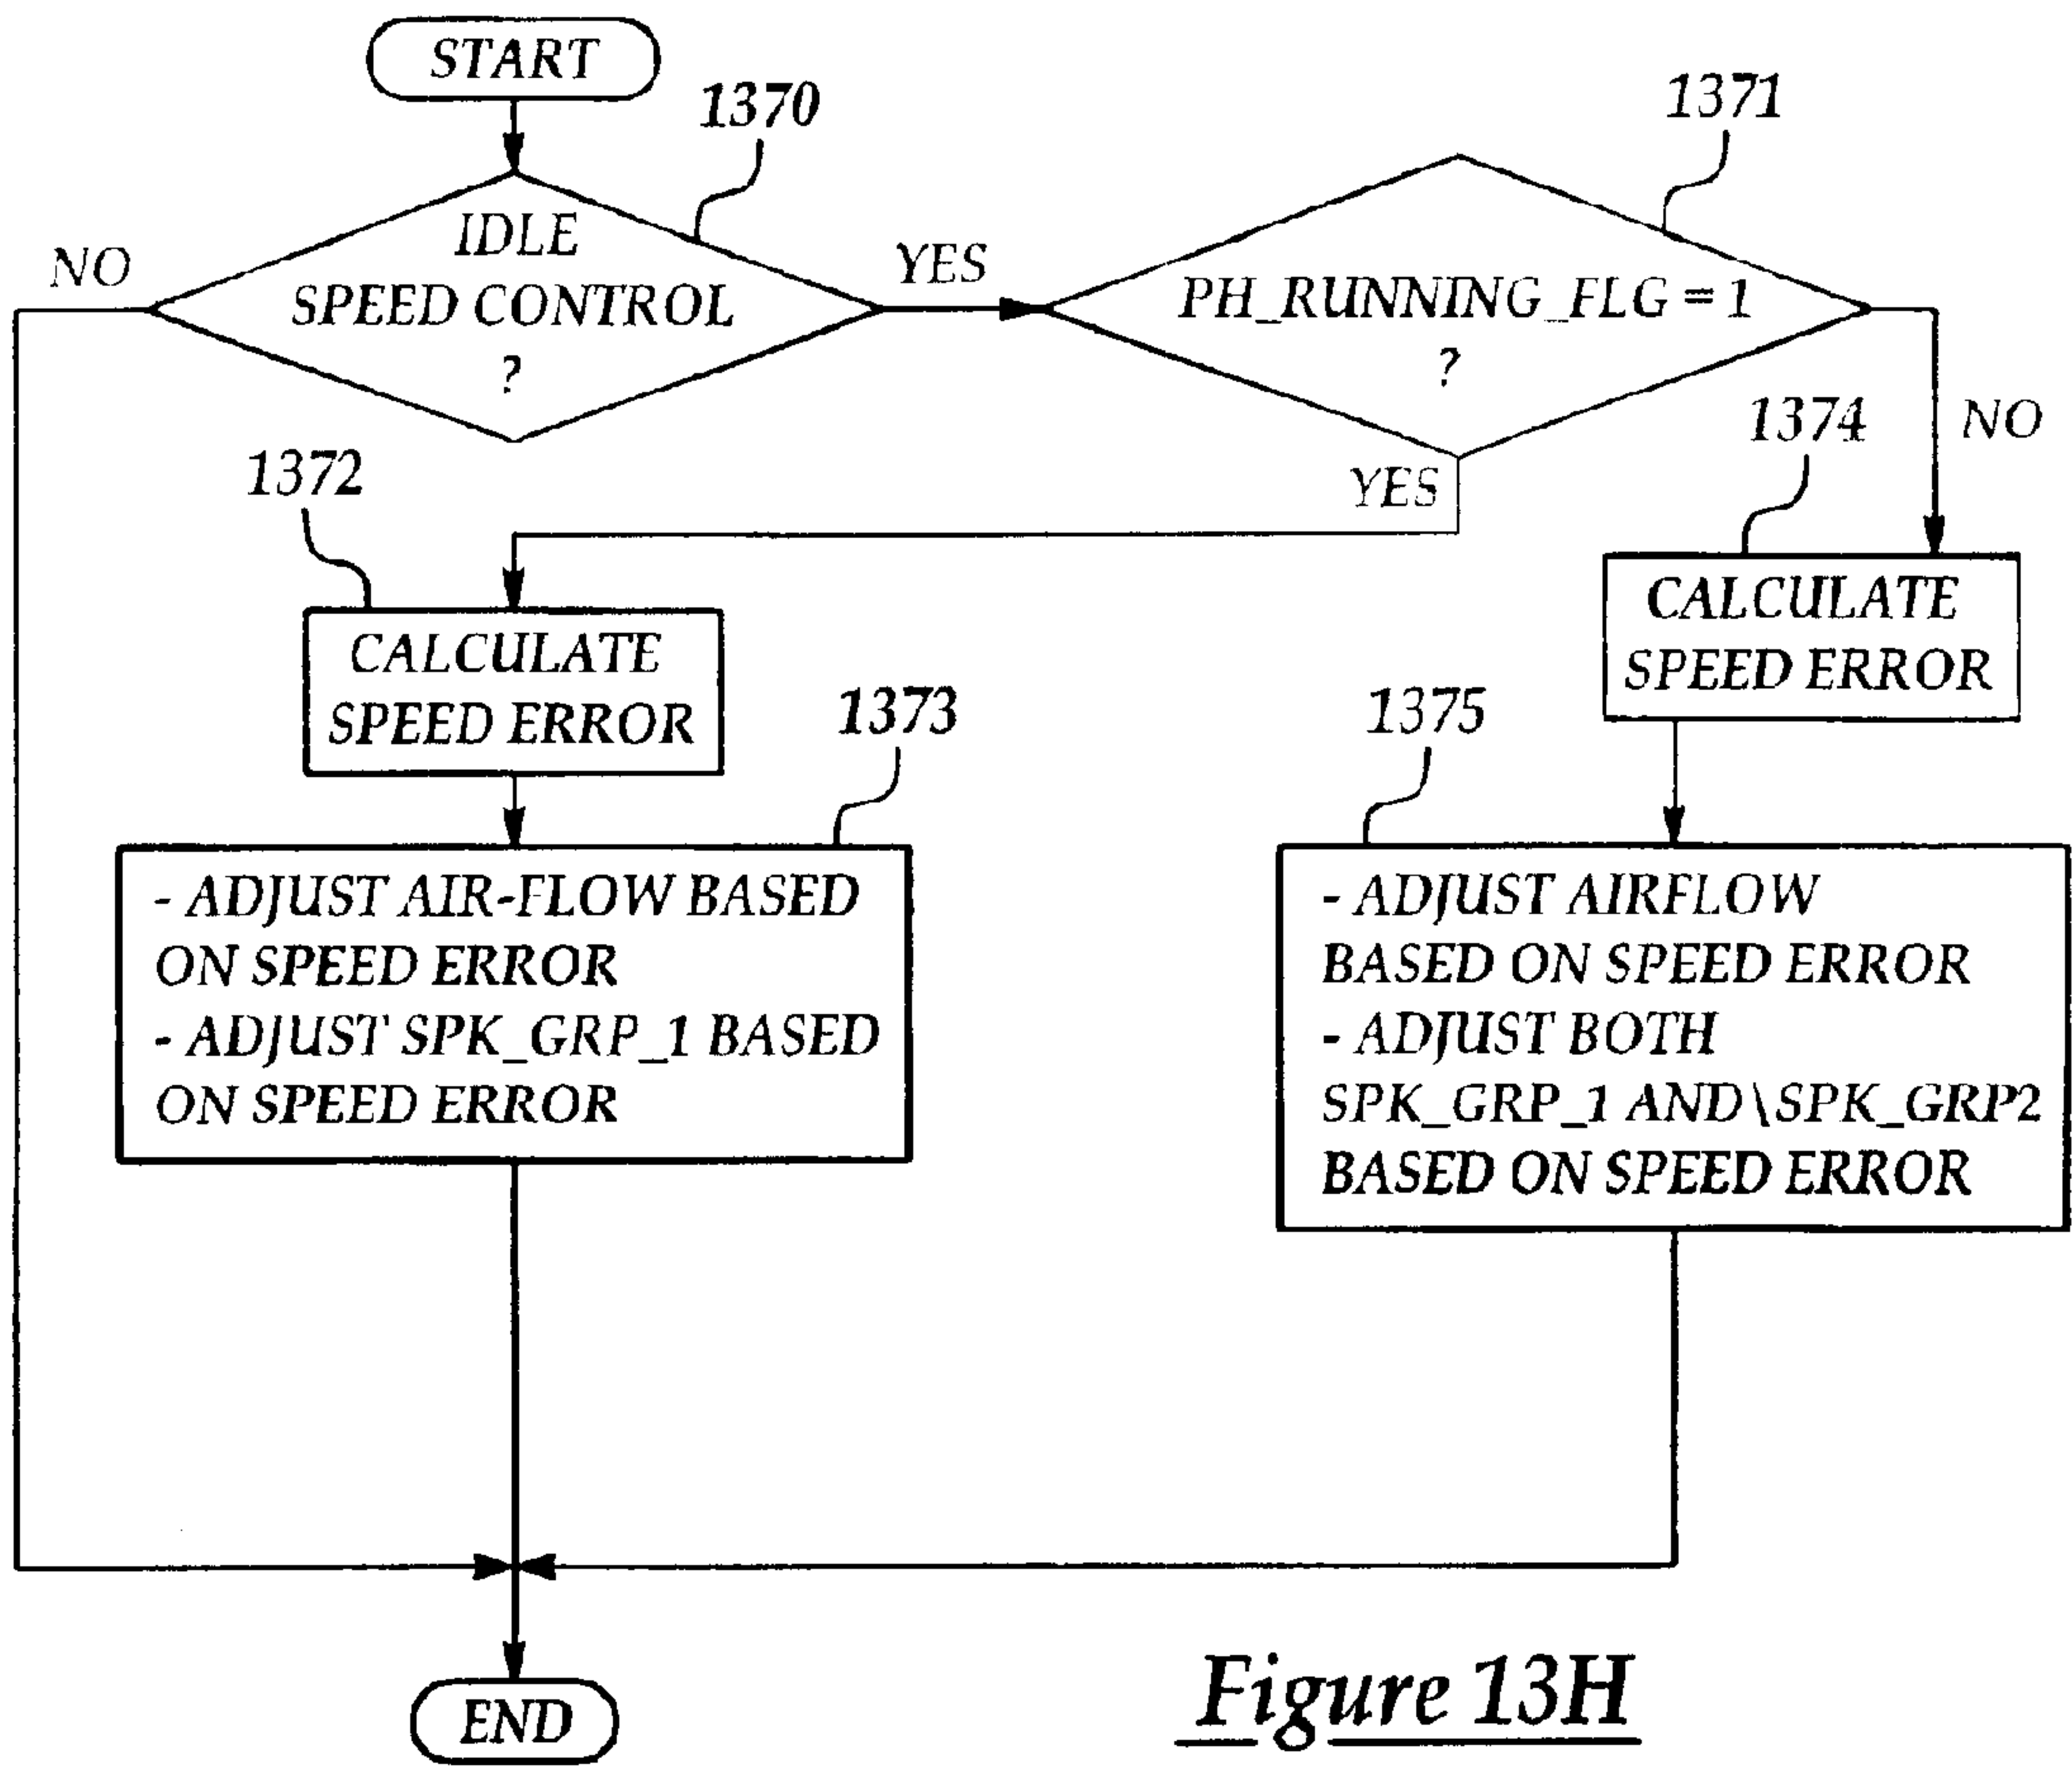 START
1370
1371
IDLE
SPEED CONTROL
?
NO
YES
PH_RUNNING_FLG = 1
?
NO
YES
1372
1374
CALCULATE
SPEED ERROR
CALCULATE
SPEED ERROR
1373
1375
- ADJUST AIR-FLOW BASED
ON SPEED ERROR
- ADJUST SPK_GRP_1 BASED
ON SPEED ERROR
- ADJUST AIRFLOW
BASED ON SPEED ERROR
- ADJUST BOTH
SPK_GRP_1 AND\SPK_GRP2
BASED ON SPEED ERROR
END
Figure 13H